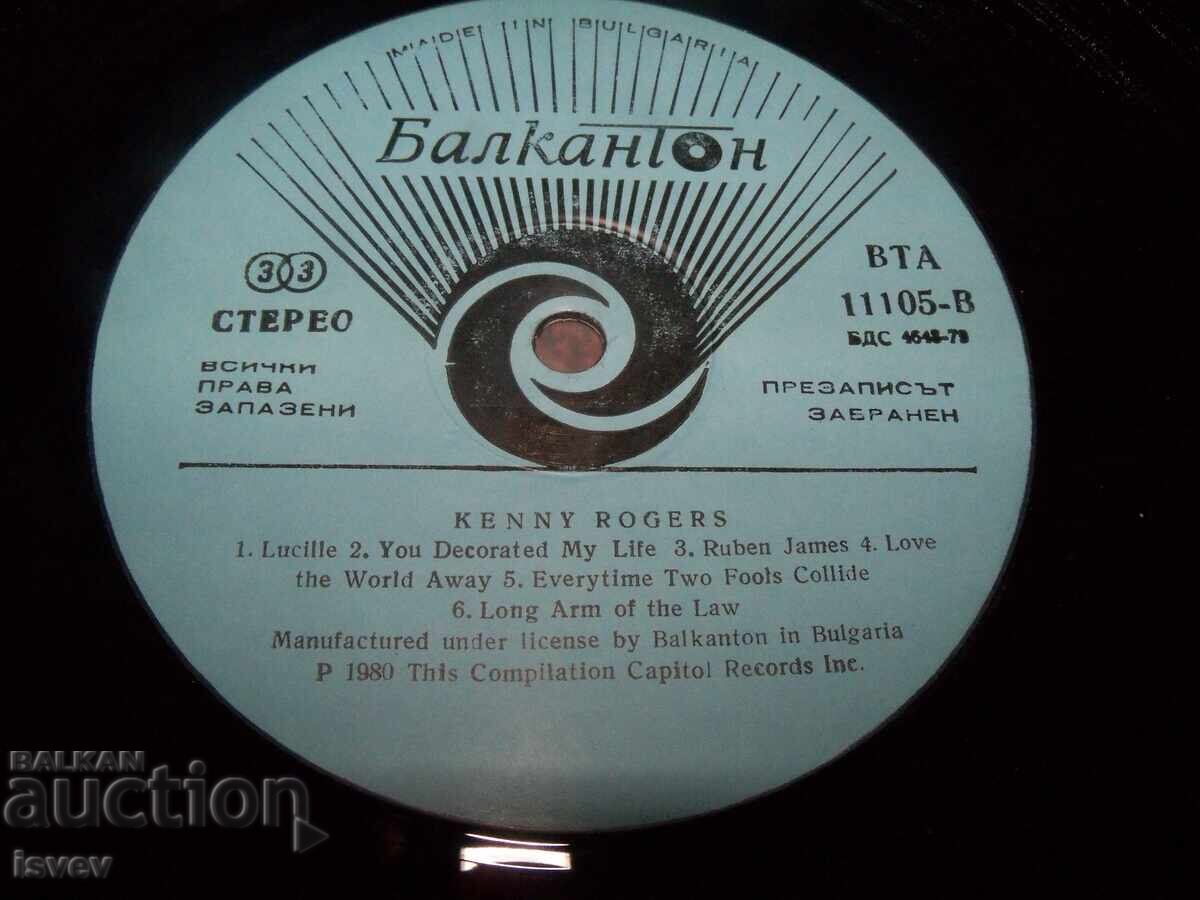 MADE IN BULGARIA
Балкантон
33
СТЕРЕО
ВСИЧКИ
ПРАВА
ЗАПАЗЕНИ
ВТА
11105-В
БДС 4648-79
ПРЕЗАПИСЪТ
ЗАБРАНЕН
KENNY ROGERS
1. Lucille 2. You Decorated My Life 3. Ruben James 4. Love
the World Away 5. Everytime Two Fools Collide
6. Long Arm of the Law
Manufactured under license by Balkanton in Bulgaria
P 1980 This Compilation Capitol Records Inc.
BALKAN
auction
isvev